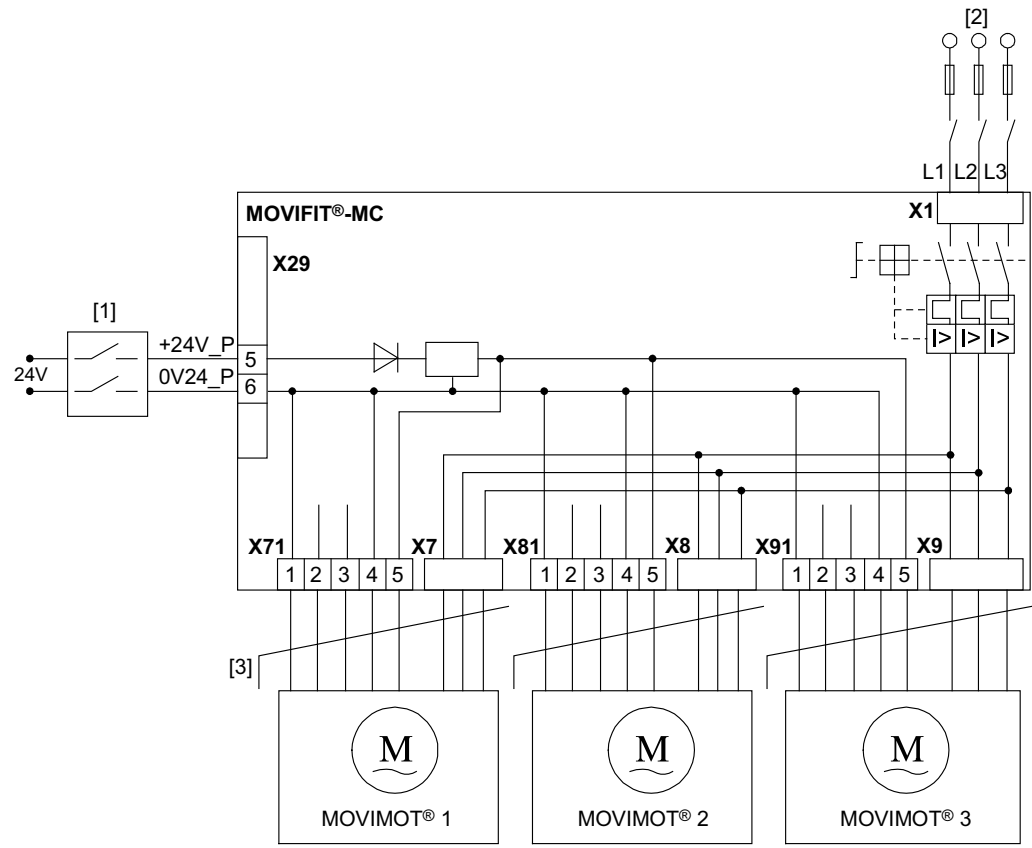 [2]
L1 L2 L3
MOVIFIT®-MC
X1
X29
[1]
+24V_P
5
24V
0V24_P
6
I> I> I>
X71 X7 X81 X8 X91 X9
1 2 3 4 5 1 2 3 4 5 1 2 3 4 5
[3]
M M M
MOVIMOT® 1 MOVIMOT® 2 MOVIMOT® 3